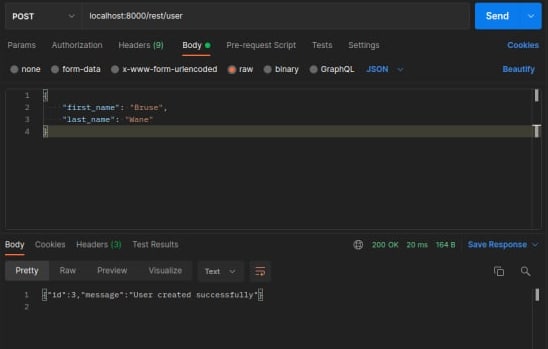 POST localhost:8000/rest/user Send
Params Authorization Headers (9) Body Pre-request Script Tests Settings Cookies
none form-data x-www-form-urlencoded raw binary GraphQL JSON Beautify
1 {
2 "first_name": "Bruse",
3 "last_name": "Wane"
4 }
Body Cookies Headers (3) Test Results 200 OK 20 ms 164 B Save Response
Pretty Raw Preview Visualize Text
1 {"id":3,"message":"User created successfully"}
2